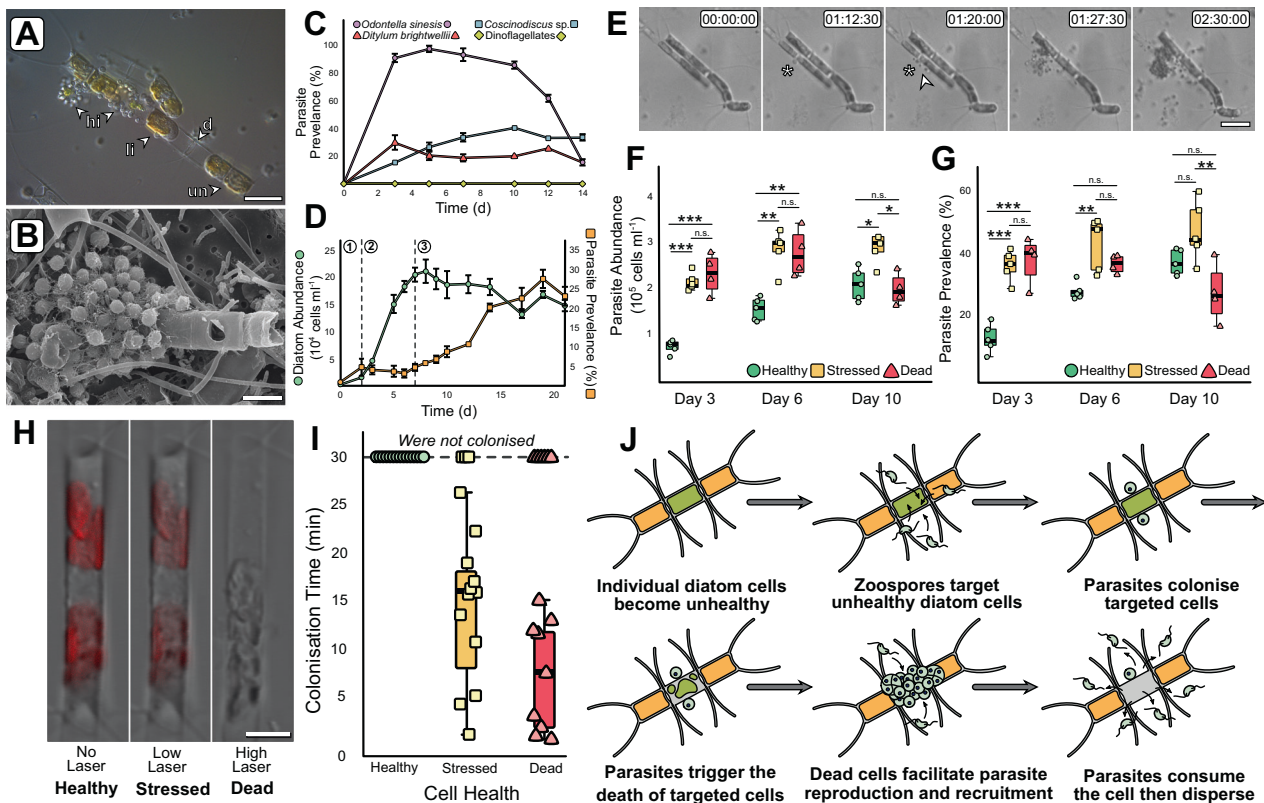 A
hi
li
d
un
B
C
Odontella sinesis
Coscinodiscus sp.
Ditylum brightwellii
Dinoflagellates
Parasite
Prevelance (%)
100
80
60
40
20
0 2 4 6 8 10 12 14
Time (d)
D
① ② ③
Diatom Abundance
(10⁴ cells ml⁻¹)
25
20
15
10
5
35
30
25
20
15
10
5
Parasite Prevelance (%)
0 5 10 15 20
Time (d)
E
00:00:00
01:12:30
01:20:00
01:27:30
02:30:00
*
*
F
Parasite Abundance
(10⁵ cells ml⁻¹)
4
3
2
1
***
n.s.
***
**
n.s.
**
n.s.
*
*
Healthy Stressed Dead
Day 3 Day 6 Day 10
G
Parasite Prevalence (%)
60
40
20
***
n.s.
***
n.s.
**
n.s.
**
n.s.
Healthy Stressed Dead
Day 3 Day 6 Day 10
H
No
Laser
Healthy
Low
Laser
Stressed
High
Laser
Dead
I
Were not colonised
Colonisation Time (min)
30
25
20
15
10
5
0
Healthy Stressed Dead
Cell Health
J
Individual diatom cells
become unhealthy
Zoospores target
unhealthy diatom cells
Parasites colonise
targeted cells
Parasites trigger the
death of targeted cells
Dead cells facilitate parasite
reproduction and recruitment
Parasites consume
the cell then disperse